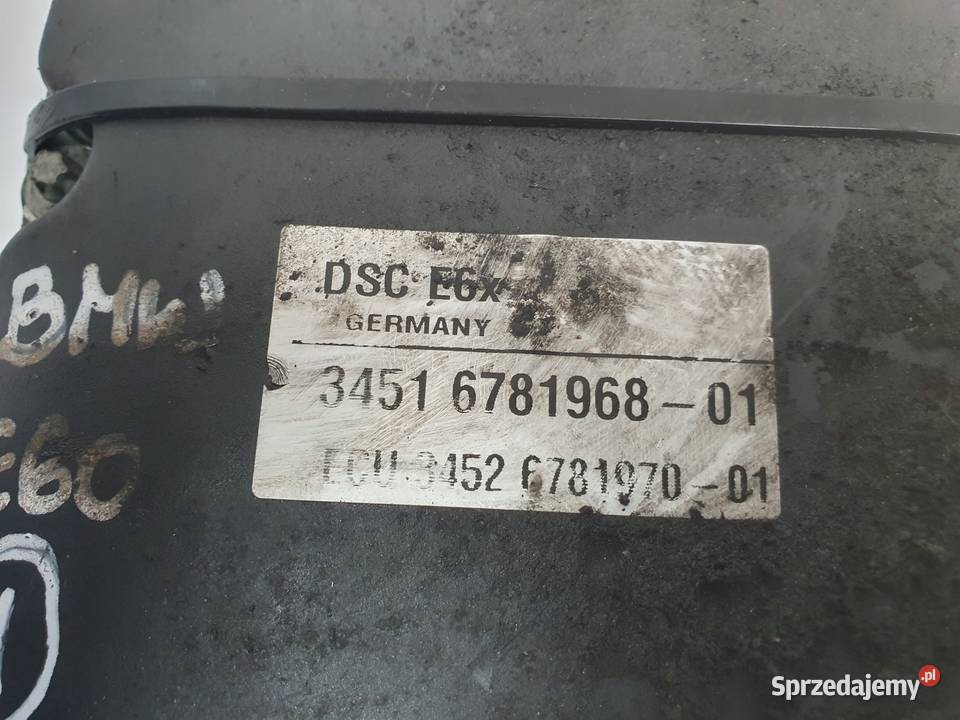 DSC E6x
GERMANY
3451 6781968-01
ECU 3452 6781970-01
BMW
E60
Sprzedajemy.pl